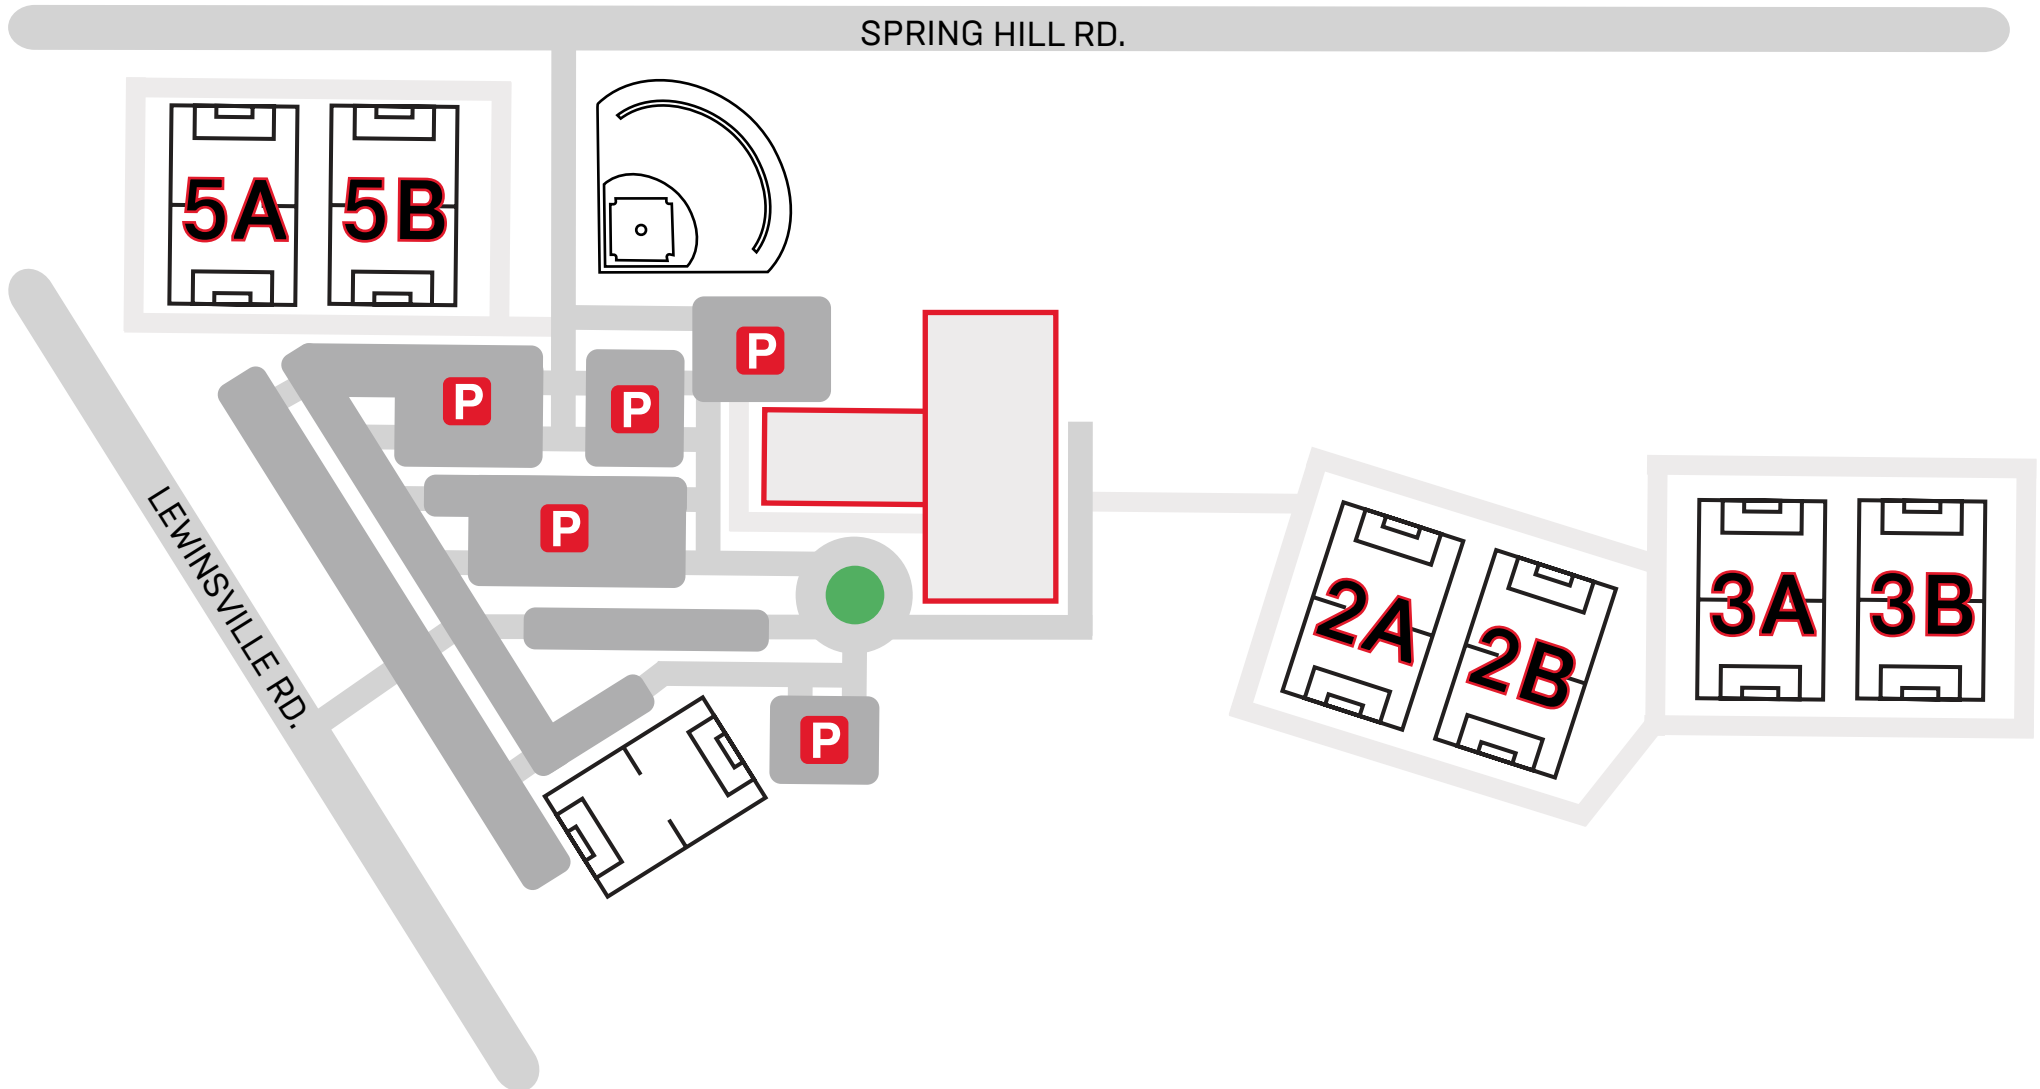 SPRING HILL RD.
5A
5B
P
P
P
P
P
LEWINSVILLE RD.
2A
2B
3A
3B